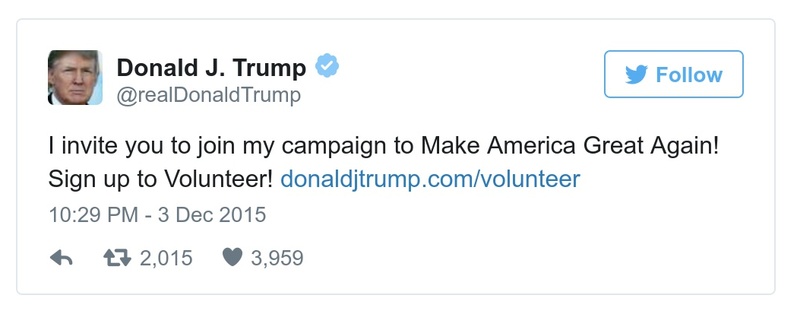 Donald J. Trump
@realDonaldTrump
Follow
I invite you to join my campaign to Make America Great Again!
Sign up to Volunteer! donaldjtrump.com/volunteer
10:29 PM - 3 Dec 2015
2,015 3,959